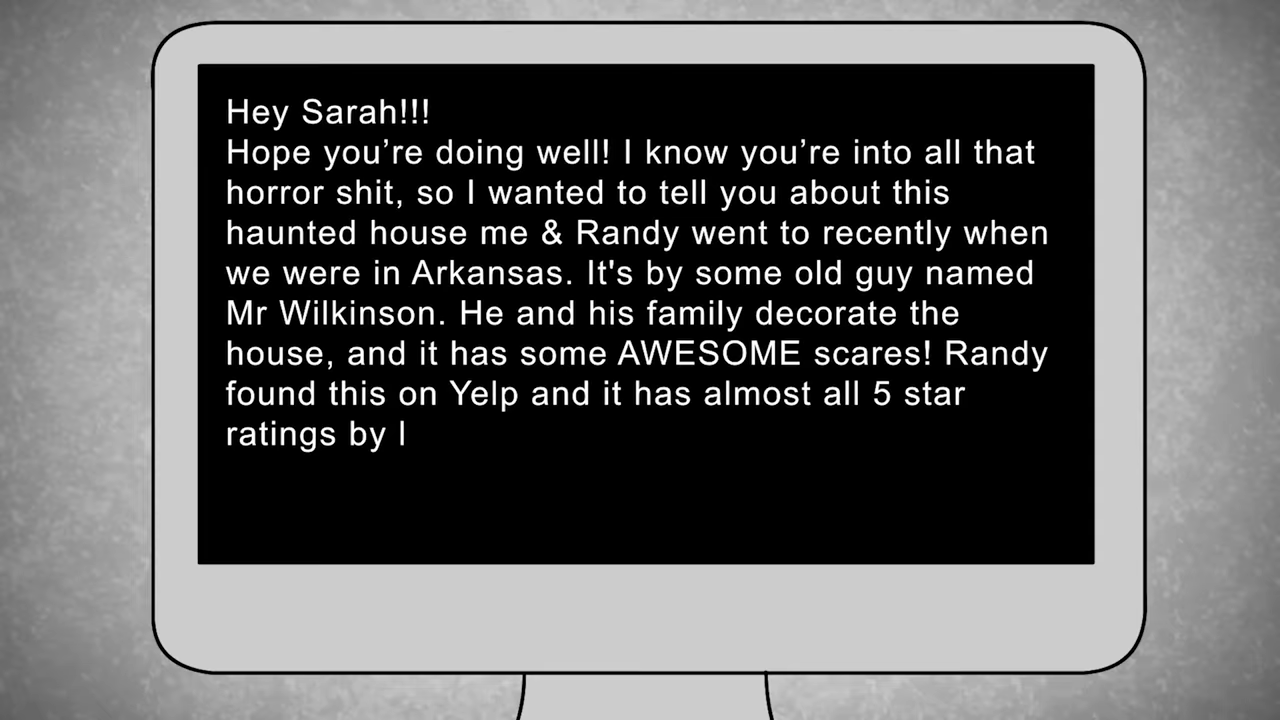 Hey Sarah!!!
Hope you’re doing well! I know you’re into all that
horror shit, so I wanted to tell you about this
haunted house me & Randy went to recently when
we were in Arkansas. It's by some old guy named
Mr Wilkinson. He and his family decorate the
house, and it has some AWESOME scares! Randy
found this on Yelp and it has almost all 5 star
ratings by l